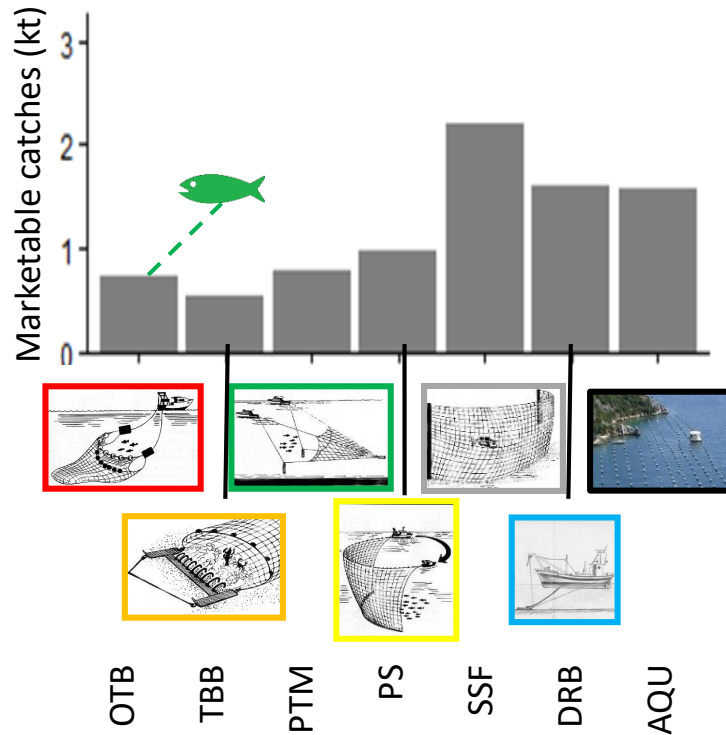 Marketable catches (kt)
3
2
1
0
OTB
TBB
PTM
PS
SSF
DRB
AQU